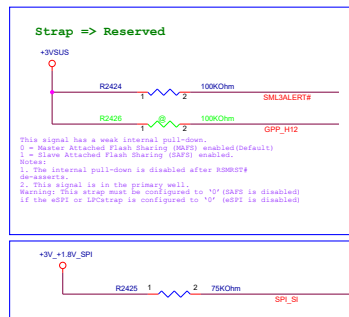 Strap => Reserved
+3VSUS
R2424
100KOhm
1
2
SML3ALERT#
R2426
@
100KOhm
1
2
GPP_H12
This signal has a weak internal pull-down.
0 = Master Attached Flash Sharing (MAFS) enabled(Default)
1 = Slave Attached Flash Sharing (SAFS) enabled.
Notes:
1. The internal pull-down is disabled after RSMRST#
de-asserts.
2. This signal is in the primary well.
Warning: This strap must be configured to '0'(SAFS is disabled)
if the eSPI or LPCstrap is configured to '0' (eSPI is disabled)
+3V_+1.8V_SPI
R2425
1
2
75KOhm
SPI_SI